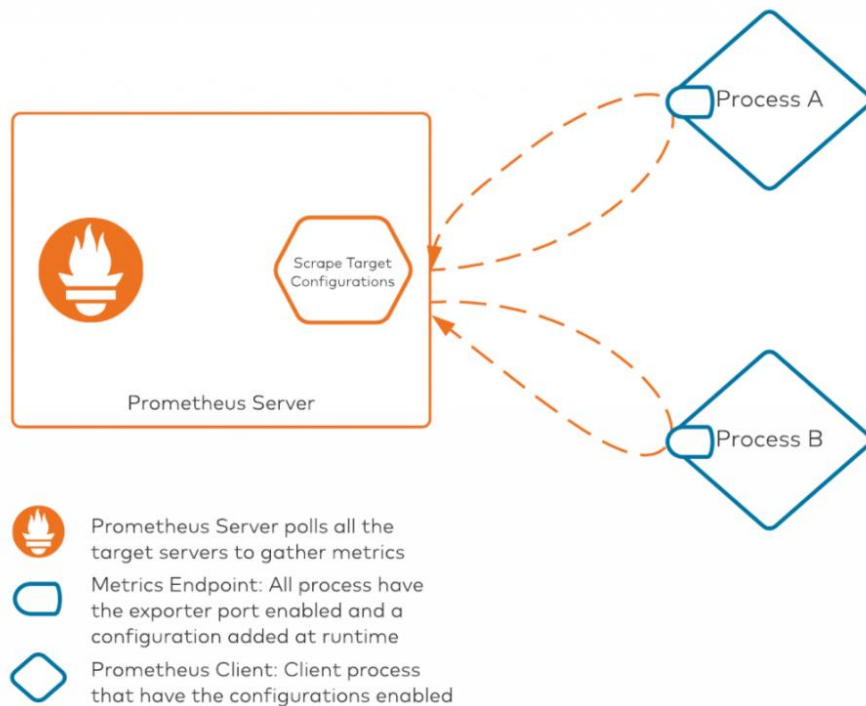 Process A
Scrape Target
Configurations
Prometheus Server
Process B
Prometheus Server polls all the
target servers to gather metrics
Metrics Endpoint: All process have
the exporter port enabled and a
configuration added at runtime
Prometheus Client: Client process
that have the configurations enabled